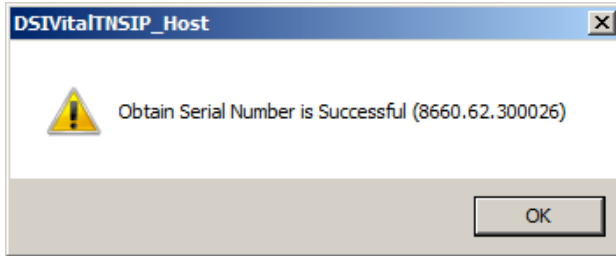 DSIVitalTNSIP_Host
Obtain Serial Number is Successful (8660.62.300026)
OK